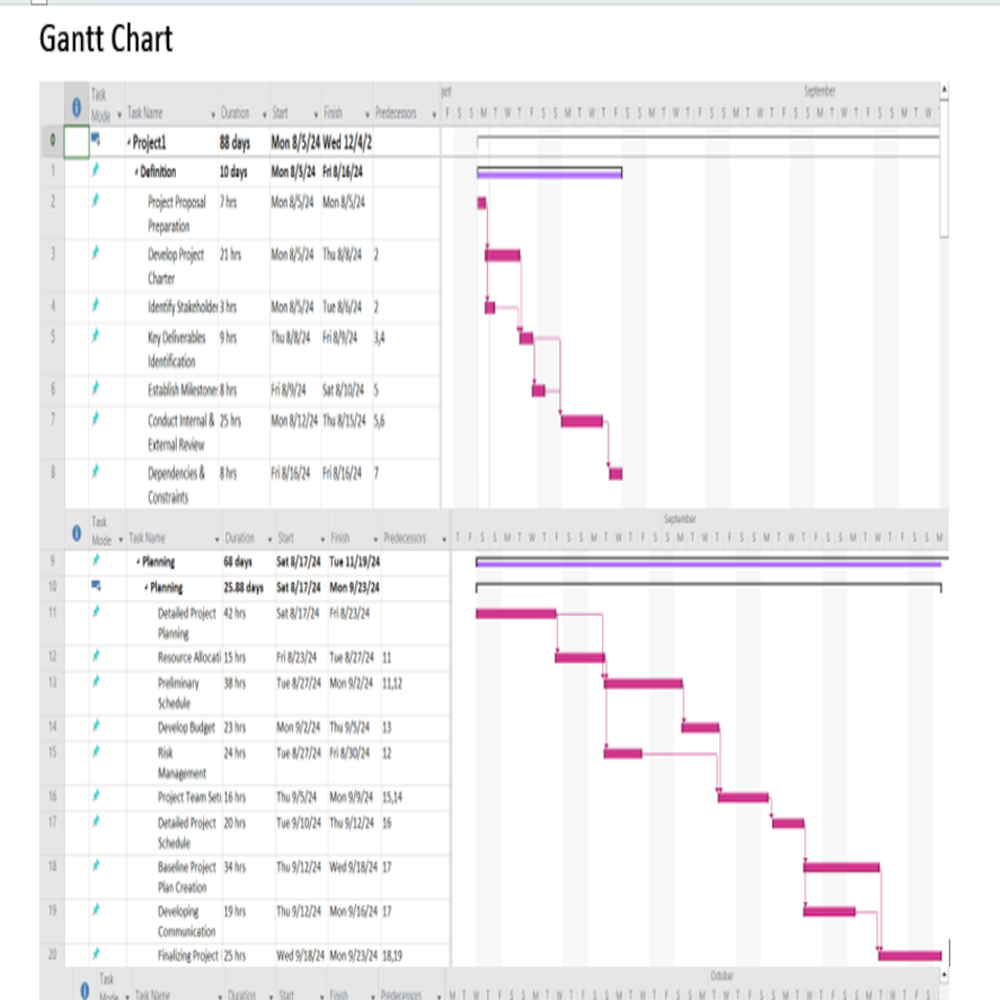 Gantt Chart
Task Mode Task Name Duration Start Finish Predecessors September
F S S M T W T F S S M T W T F S S M T W T F S S M T W T F S S M T W T F S S M T W
0 Project1 88 days Mon 8/5/24 Wed 12/4/2
1 Definition 10 days Mon 8/5/24 Fri 8/16/24
2 Project Proposal Preparation 7 hrs Mon 8/5/24 Mon 8/5/24
3 Develop Project Charter 21 hrs Mon 8/5/24 Thu 8/8/24 2
4 Identify Stakeholder 3 hrs Mon 8/5/24 Tue 8/6/24 2
5 Key Deliverables Identification 9 hrs Thu 8/8/24 Fri 8/9/24 3,4
6 Establish Milestone 8 hrs Fri 8/9/24 Sat 8/10/24 5
7 Conduct Internal & External Review 25 hrs Mon 8/12/24 Thu 8/15/24 5,6
8 Dependencies & Constraints 8 hrs Fri 8/16/24 Fri 8/16/24 7
Task Mode Task Name Duration Start Finish Predecessors September
9 Planning 68 days Sat 8/17/24 Tue 11/19/24
10 Planning 25.88 days Sat 8/17/24 Mon 9/23/24
11 Detailed Project Planning 42 hrs Sat 8/17/24 Fri 8/23/24
12 Resource Allocati 15 hrs Fri 8/23/24 Tue 8/27/24 11
13 Preliminary Schedule 38 hrs Tue 8/27/24 Mon 9/2/24 11,12
14 Develop Budget 23 hrs Mon 9/2/24 Thu 9/5/24 13
15 Risk Management 24 hrs Tue 8/27/24 Fri 8/30/24 12
16 Project Team Setu 16 hrs Thu 9/5/24 Mon 9/9/24 15,14
17 Detailed Project Schedule 20 hrs Tue 9/10/24 Thu 9/12/24 16
18 Baseline Project Plan Creation 34 hrs Thu 9/12/24 Wed 9/18/24 17
19 Developing Communication 19 hrs Thu 9/12/24 Mon 9/16/24 17
20 Finalizing Project 25 hrs Wed 9/18/24 Mon 9/23/24 18,19
Task Mode Task Name Duration Start Finish Predecessors October